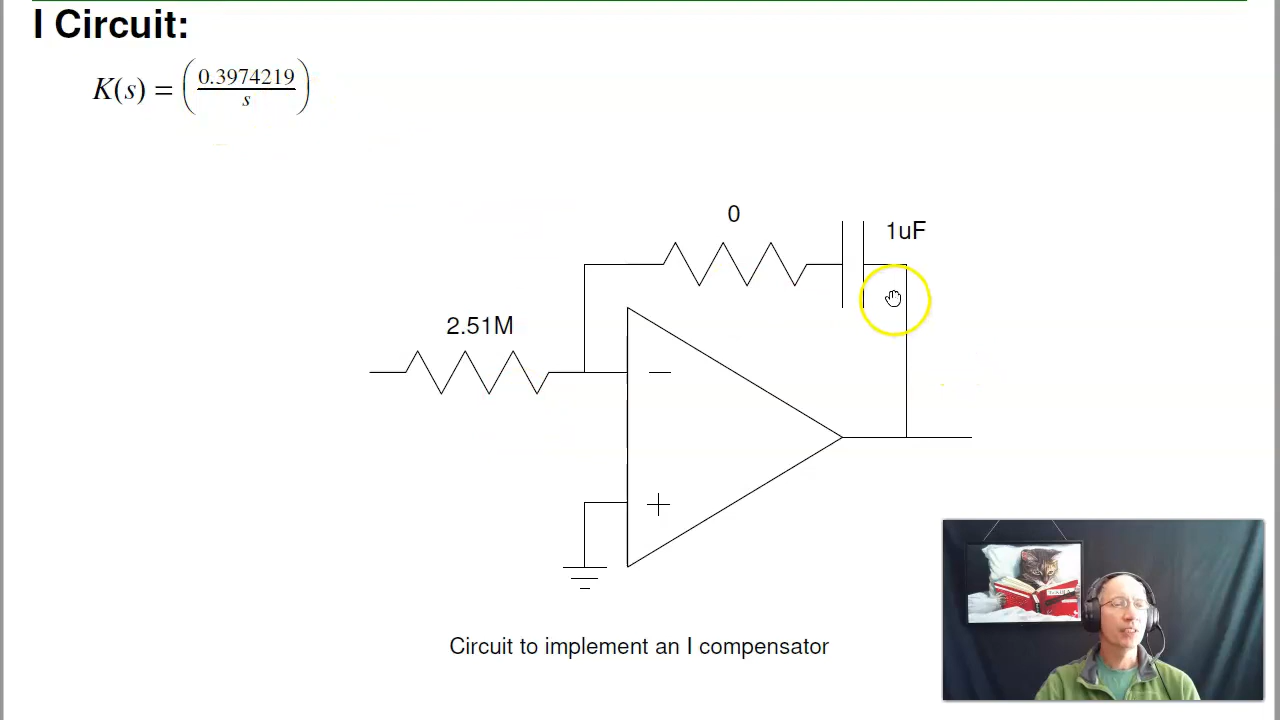 I Circuit:
K(s) = (0.3974219 / s)
0
1uF
2.51M
−
+
Circuit to implement an I compensator